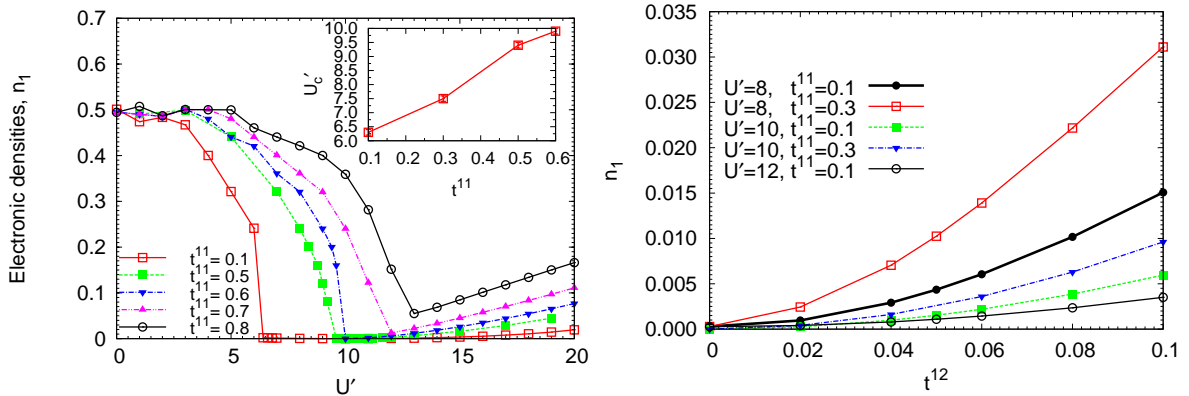 Electronic densities, n₁
0.7
0.6
0.5
0.4
0.3
0.2
0.1
0
0
5
10
15
20
U′
t¹¹= 0.1
t¹¹= 0.5
t¹¹= 0.6
t¹¹= 0.7
t¹¹= 0.8
U′c
10.0
9.5
9.0
8.5
8.0
7.5
7.0
6.5
6.0
0.1
0.2
0.3
0.4
0.5
0.6
t¹¹
n₁
0.035
0.030
0.025
0.020
0.015
0.010
0.005
0.000
U′=8, t¹¹=0.1
U′=8, t¹¹=0.3
U′=10, t¹¹=0.1
U′=10, t¹¹=0.3
U′=12, t¹¹=0.1
0.00
0.02
0.04
0.06
0.08
0.1
t¹²